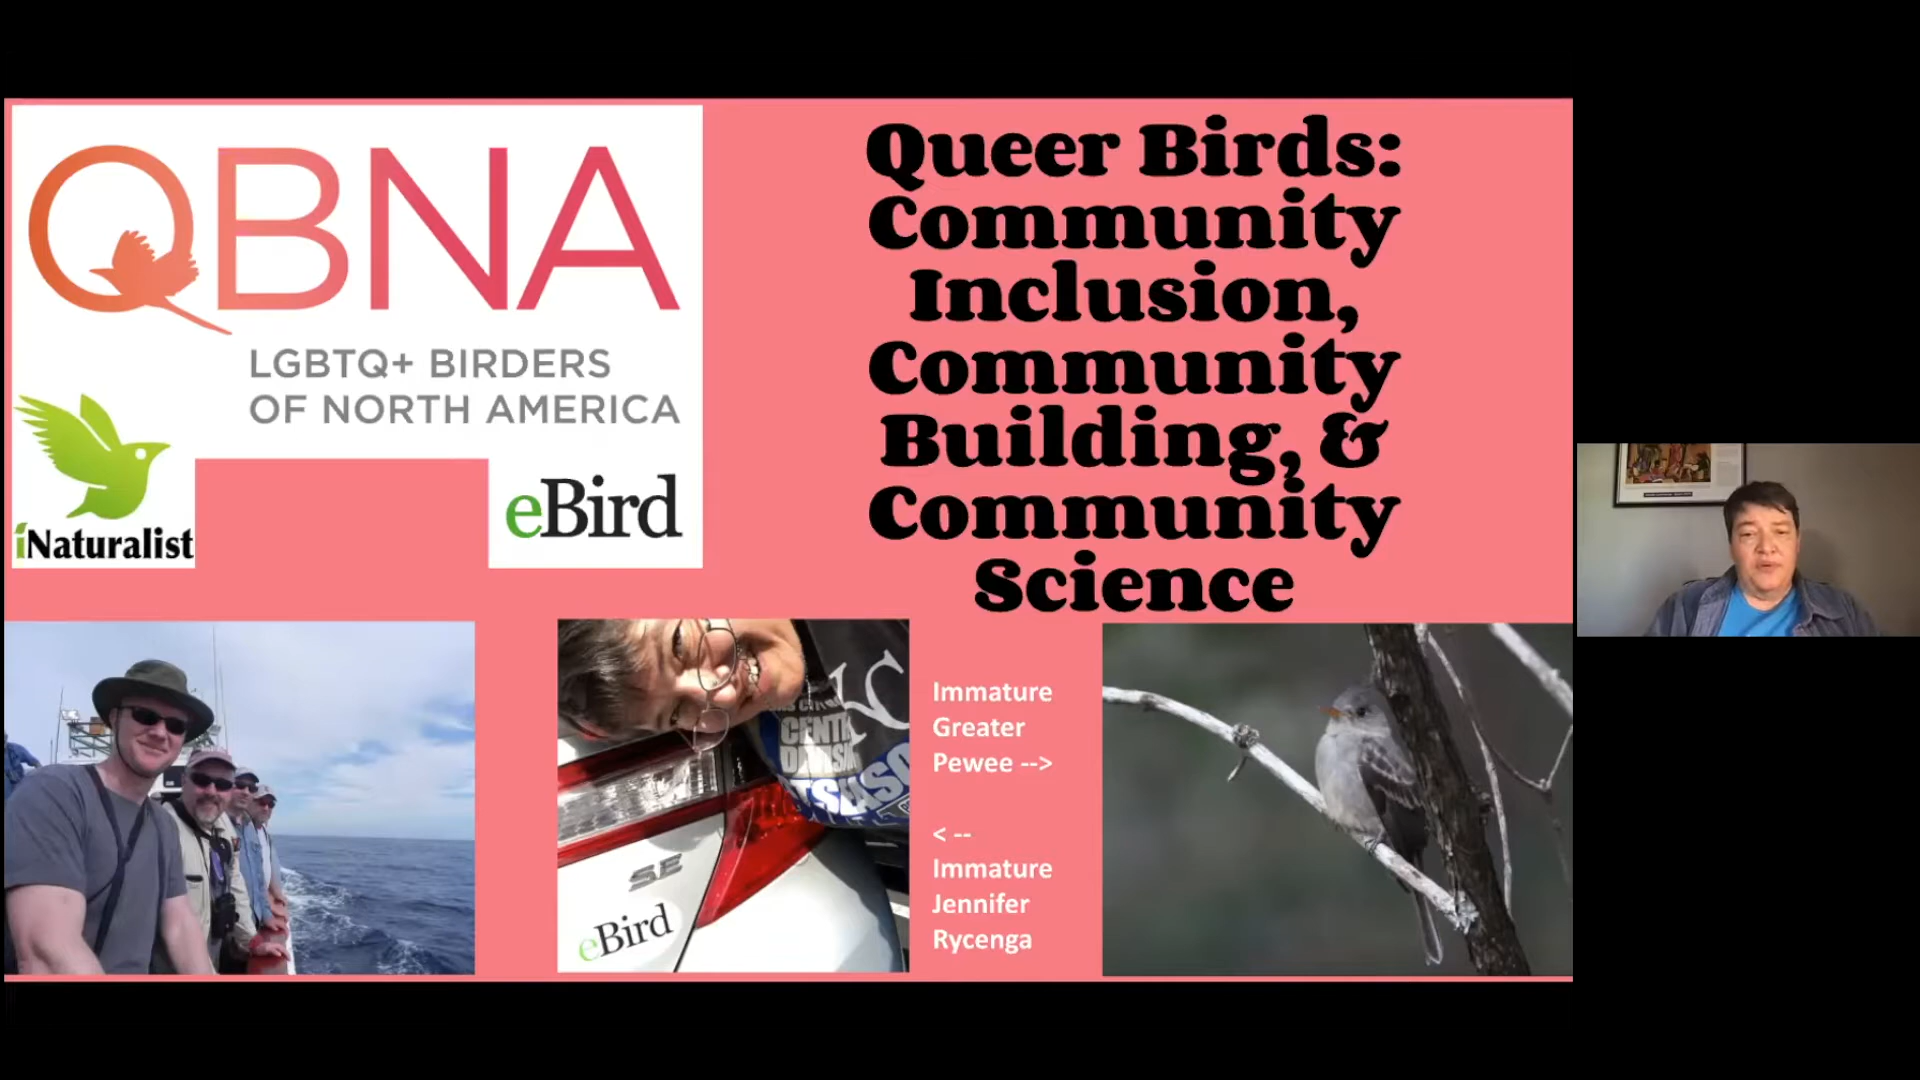 QBNA
LGBTQ+ BIRDERS
OF NORTH AMERICA
iNaturalist
eBird
Queer Birds:
Community
Inclusion,
Community
Building, &
Community
Science
SE
eBird
Immature
Greater
Pewee -->
< --
Immature
Jennifer
Rycenga